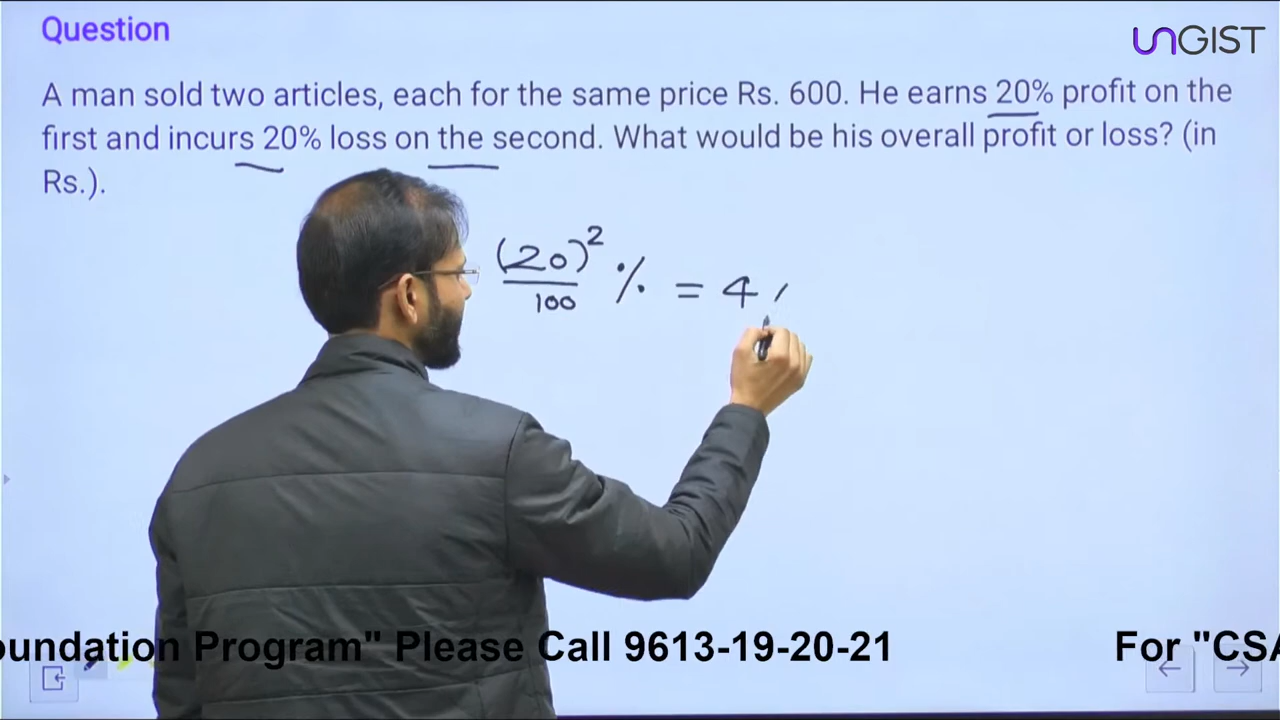 Question
UNGIST
A man sold two articles, each for the same price Rs. 600. He earns 20% profit on the
first and incurs 20% loss on the second. What would be his overall profit or loss? (in
Rs.).
(20)² % = 4
100
oundation Program" Please Call 9613-19-20-21 For "CSA